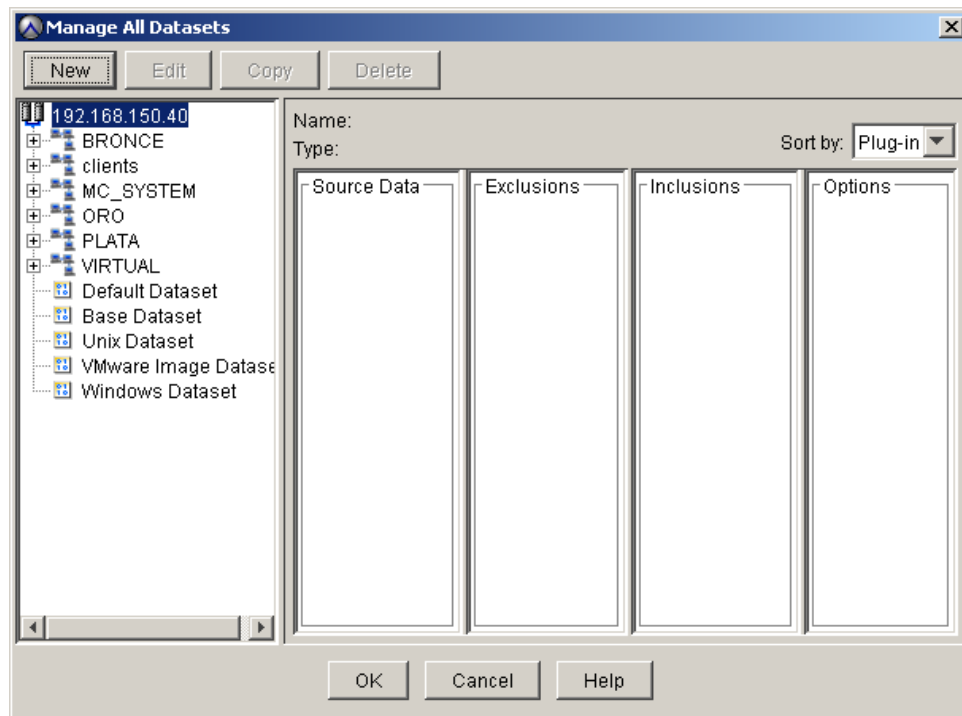 Manage All Datasets
New Edit Copy Delete
192.168.150.40
BRONCE
clients
MC_SYSTEM
ORO
PLATA
VIRTUAL
Default Dataset
Base Dataset
Unix Dataset
VMware Image Datase
Windows Dataset
Name:
Type:
Sort by: Plug-in
Source Data Exclusions Inclusions Options
OK Cancel Help